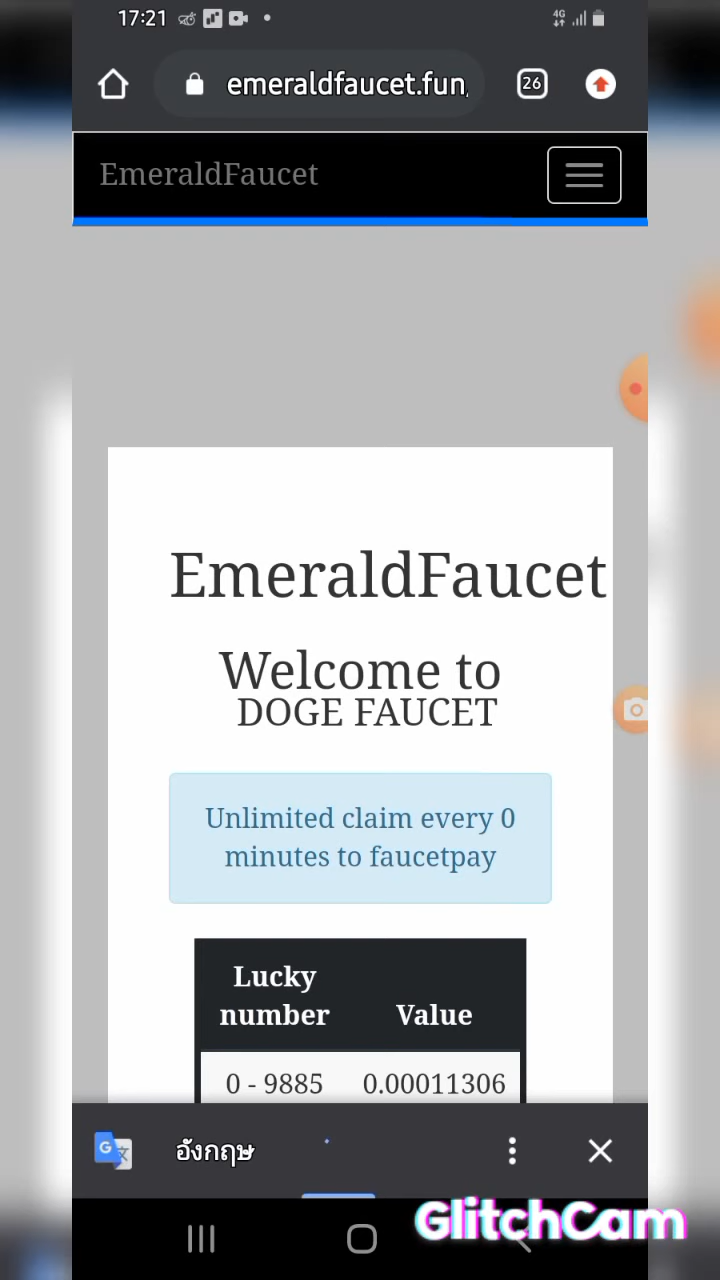 17:21
4G
emeraldfaucet.fun
26
EmeraldFaucet
EmeraldFaucet
Welcome to
DOGE FAUCET
Unlimited claim every 0
minutes to faucetpay
Lucky
number
Value
0 - 9885 0.00011306
อังกฤษ
GlitchCam